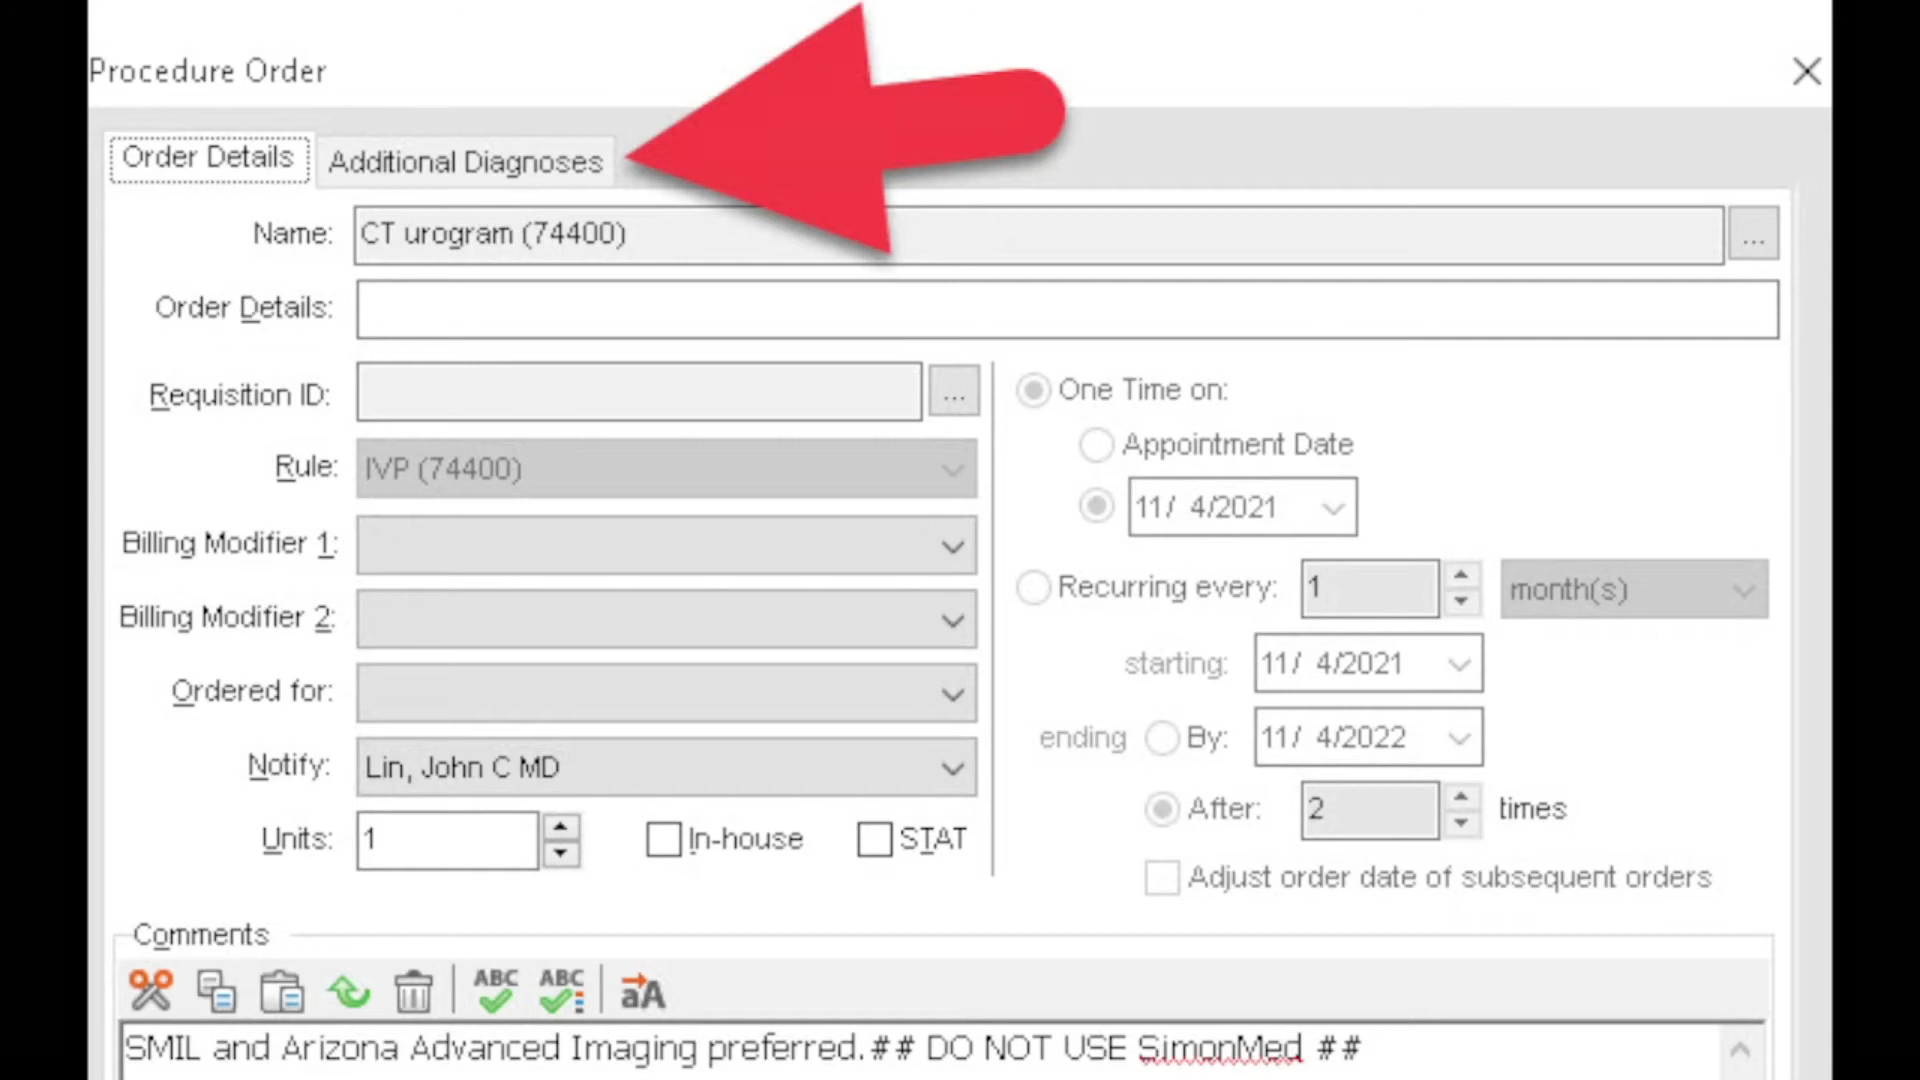 Procedure Order
Order Details
Additional Diagnoses
Name: CT urogram (74400) ...
Order Details:
Requisition ID: ...
Rule: IVP (74400)
Billing Modifier 1:
Billing Modifier 2:
Ordered for:
Notify: Lin, John C MD
Units: 1 In-house STAT
One Time on:
Appointment Date
11/ 4/2021
Recurring every: 1 month(s)
starting: 11/ 4/2021
ending By: 11/ 4/2022
After: 2 times
Adjust order date of subsequent orders
Comments
ABC ABC aA
SMIL and Arizona Advanced Imaging preferred.## DO NOT USE SimonMed ##